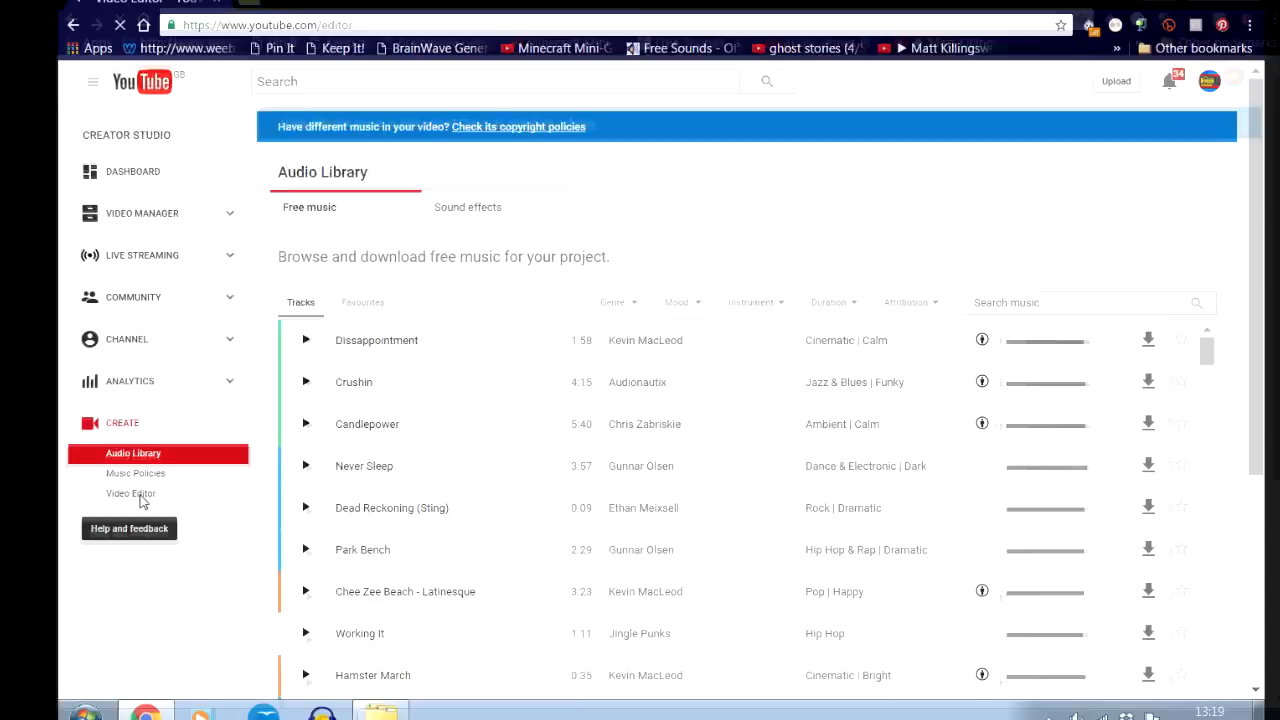 https://www.youtube.com/editor
Apps http://www.weeb Pin It Keep It! BrainWave Gene Minecraft Mini-G Free Sounds - Of ghost stories (4/ Matt Killingsw » Other bookmarks
YouTube GB Search Upload 34
CREATOR STUDIO
DASHBOARD
VIDEO MANAGER
LIVE STREAMING
COMMUNITY
CHANNEL
ANALYTICS
CREATE
Audio Library
Music Policies
Video Editor
Help and feedback
Have different music in your video? Check its copyright policies
Audio Library
Free music Sound effects
Browse and download free music for your project.
Tracks Favourites Genre Mood Instrument Duration Attribution Search music
Dissappointment 1:58 Kevin MacLeod Cinematic | Calm
Crushin 4:15 Audionautix Jazz & Blues | Funky
Candlepower 5:40 Chris Zabriskie Ambient | Calm
Never Sleep 3:57 Gunnar Olsen Dance & Electronic | Dark
Dead Reckoning (Sting) 0:09 Ethan Meixsell Rock | Dramatic
Park Bench 2:29 Gunnar Olsen Hip Hop & Rap | Dramatic
Chee Zee Beach - Latinesque 3:23 Kevin MacLeod Pop | Happy
Working It 1:11 Jingle Punks Hip Hop
Hamster March 0:35 Kevin MacLeod Cinematic | Bright
13:19